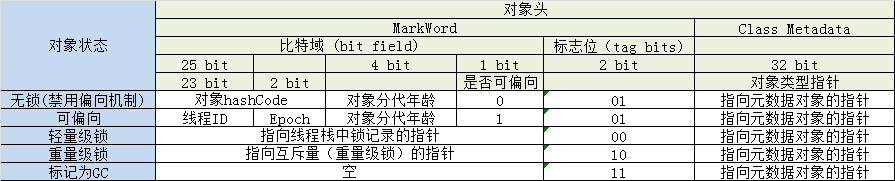 对象状态 对象头
MarkWord Class Metadata
比特域 (bit field) 标志位（tag bits）
25 bit 4 bit 1 bit 2 bit 32 bit
23 bit 2 bit 是否可偏向 对象类型指针
无锁(禁用偏向机制) 对象hashCode 对象分代年龄 0 01 指向元数据对象的指针
可偏向 线程ID Epoch 对象分代年龄 1 01 指向元数据对象的指针
轻量级锁 指向线程栈中锁记录的指针 00 指向元数据对象的指针
重量级锁 指向互斥量（重量级锁）的指针 10 指向元数据对象的指针
标记为GC 空 11 指向元数据对象的指针